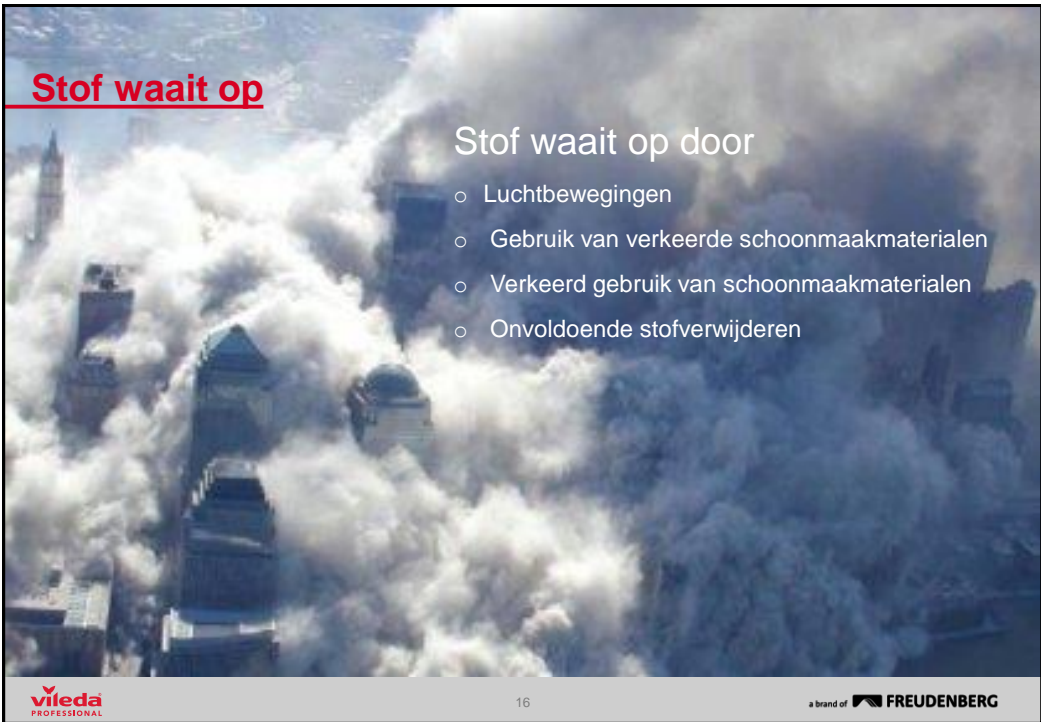 Stof waait op
Stof waait op door
o Luchtbewegingen
o Gebruik van verkeerde schoonmaakmaterialen
o Verkeerd gebruik van schoonmaakmaterialen
o Onvoldoende stofverwijderen
vileda
PROFESSIONAL
16
a brand of FREUDENBERG